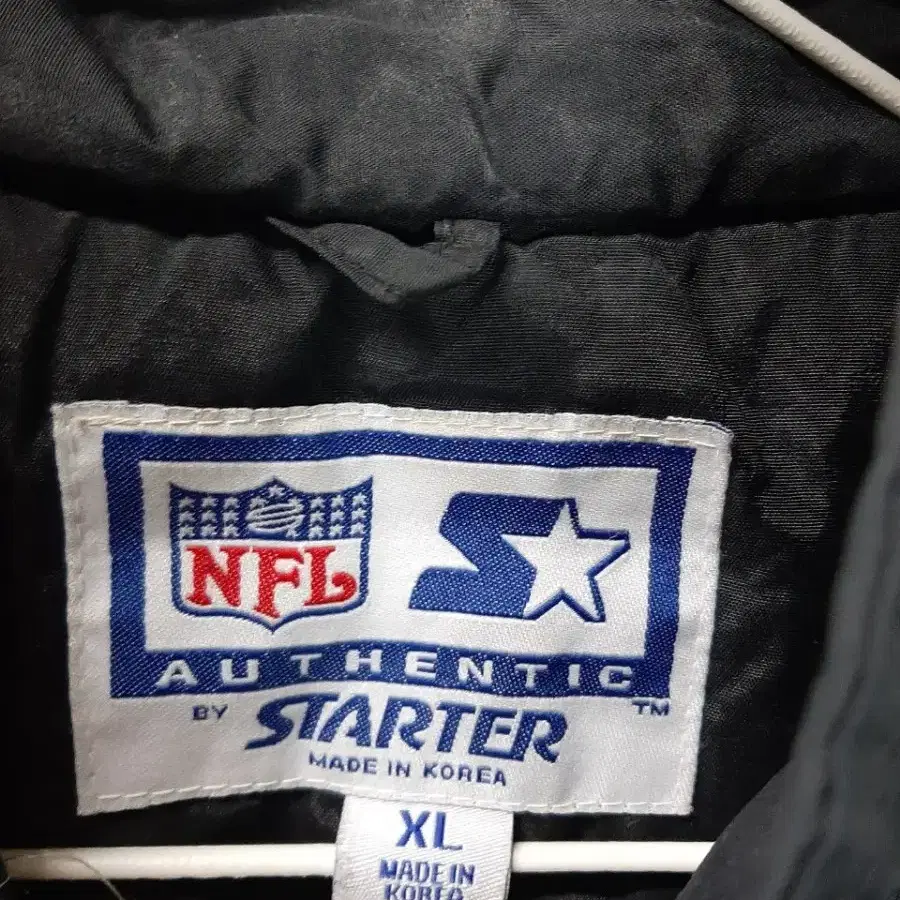 NFL
AUTHENTIC
TM
BY STARTER
MADE IN KOREA
XL
MADE IN
KOREA